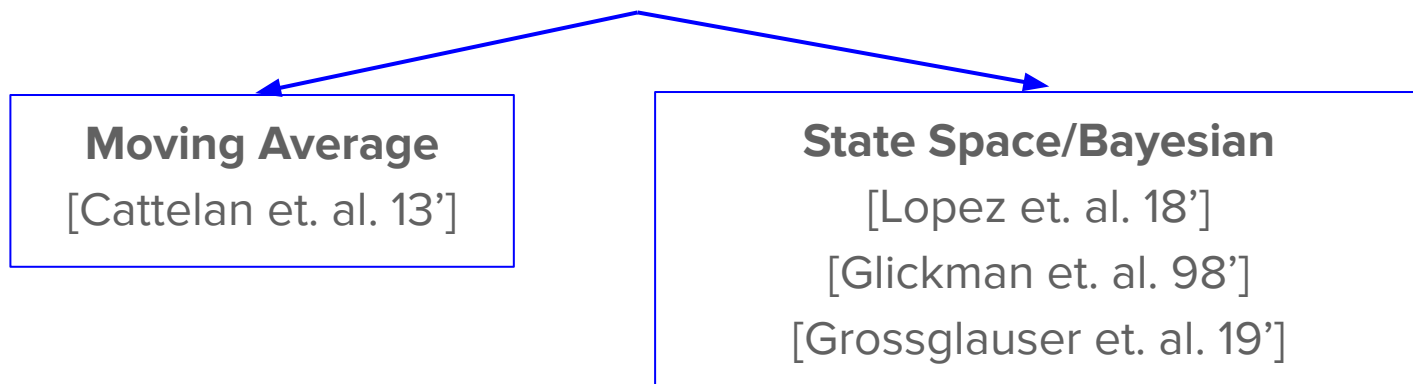 Moving Average
[Cattelan et. al. 13’]
State Space/Bayesian
[Lopez et. al. 18’]
[Glickman et. al. 98’]
[Grossglauser et. al. 19’]